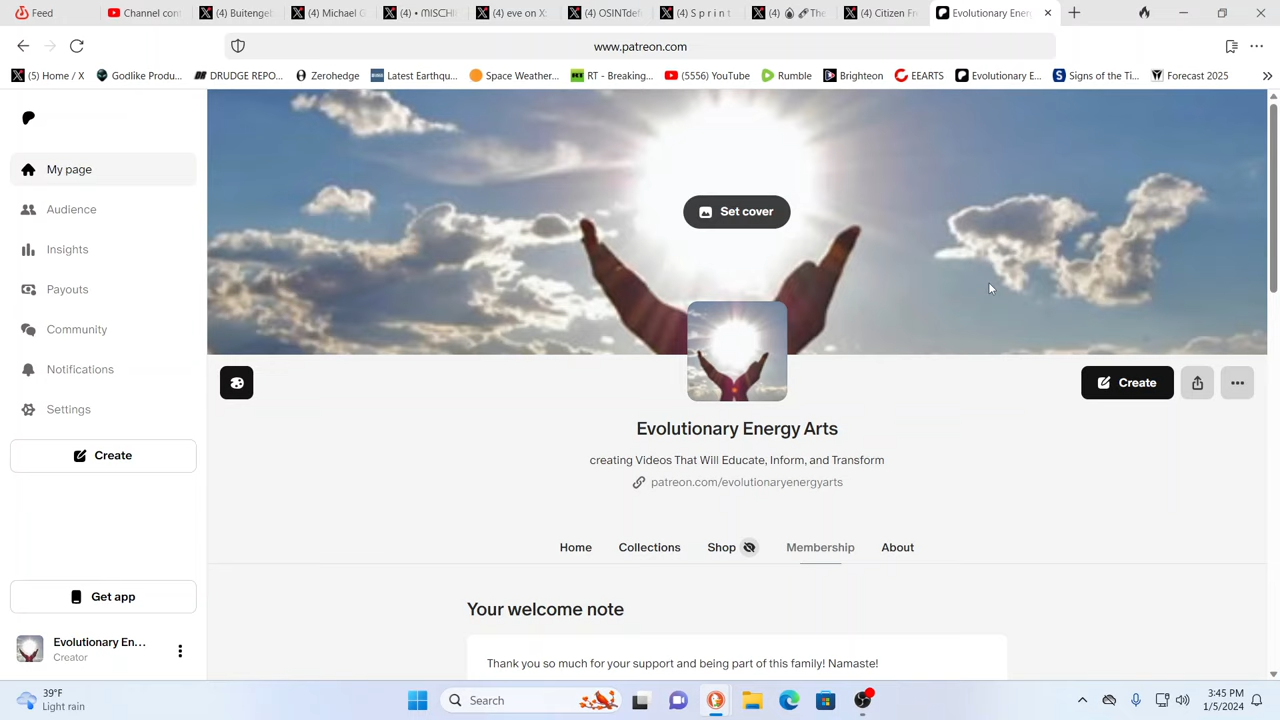 Feed
Channel cont
(4) Buitengeb
(4) Michael G
(4) • MISCHI
(4) eve on X:
(4) OSINTdef
(4) S p r i n t
(4) The
(4) Citizen Fr
Evolutionary Ener
www.patreon.com
(5) Home / X
Godlike Produ...
DRUDGE REPO...
Zerohedge
Latest Earthqu...
Space Weather...
RT - Breaking...
(5556) YouTube
Rumble
Brighteon
EEARTS
Evolutionary E...
Signs of the Ti...
Forecast 2025
My page
Audience
Insights
Payouts
Community
Notifications
Settings
Create
Get app
Evolutionary En...
Creator
Set cover
Create
Evolutionary Energy Arts
creating Videos That Will Educate, Inform, and Transform
patreon.com/evolutionaryenergyarts
Home Collections Shop Membership About
Your welcome note
Thank you so much for your support and being part of this family! Namaste!
39°F
Light rain
Search
3:45 PM
1/5/2024